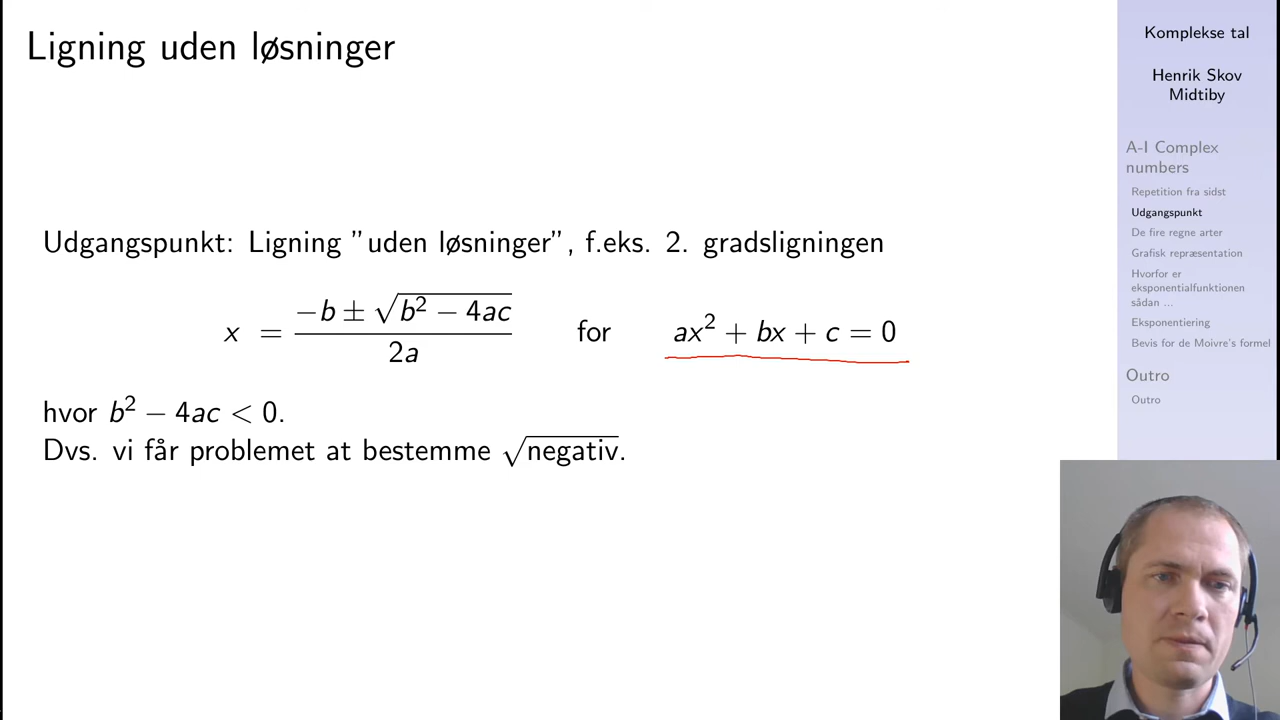 Ligning uden løsninger
Udgangspunkt: Ligning "uden løsninger", f.eks. 2. gradsligningen
x = \frac{-b ± \sqrt{b² − 4ac}}{2a} for ax² + bx + c = 0
hvor b² − 4ac < 0.
Dvs. vi får problemet at bestemme √negativ.
Komplekse tal
Henrik Skov
Midtiby
A-I Complex
numbers
Repetition fra sidst
Udgangspunkt
De fire regne arter
Grafisk repræsentation
Hvorfor er
eksponentialfunktionen
sådan ...
Eksponentiering
Bevis for de Moivre's formel
Outro
Outro